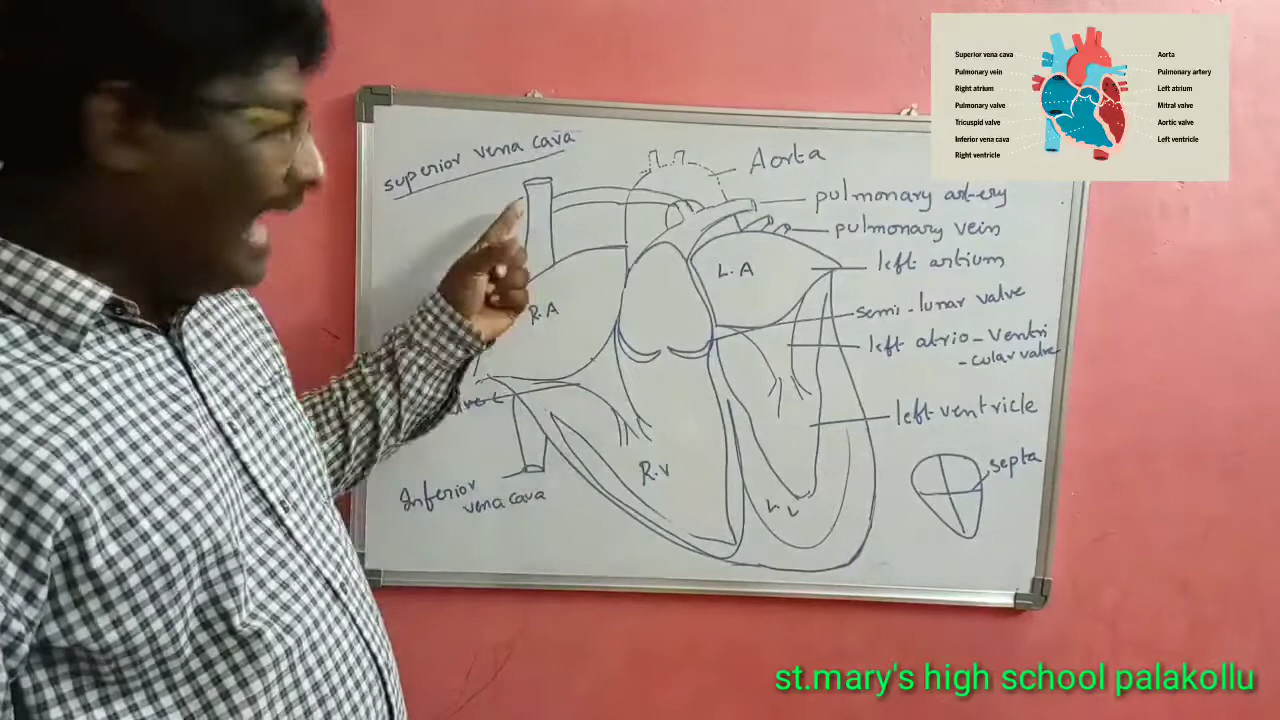 superior vena cava
Aorta
pulmonary artery
pulmonary vein
left artium
L.A
R.A
semi-lunar valve
left atrio-ventri
-cular valve
left ventricle
septa
R.V
Inferior
vena cava
Superior vena cava
Pulmonary vein
Right atrium
Pulmonary valve
Tricuspid valve
Inferior vena cava
Right ventricle
Aorta
Pulmonary artery
Left atrium
Mitral valve
Aortic valve
Left ventricle
st.mary's high school palakollu